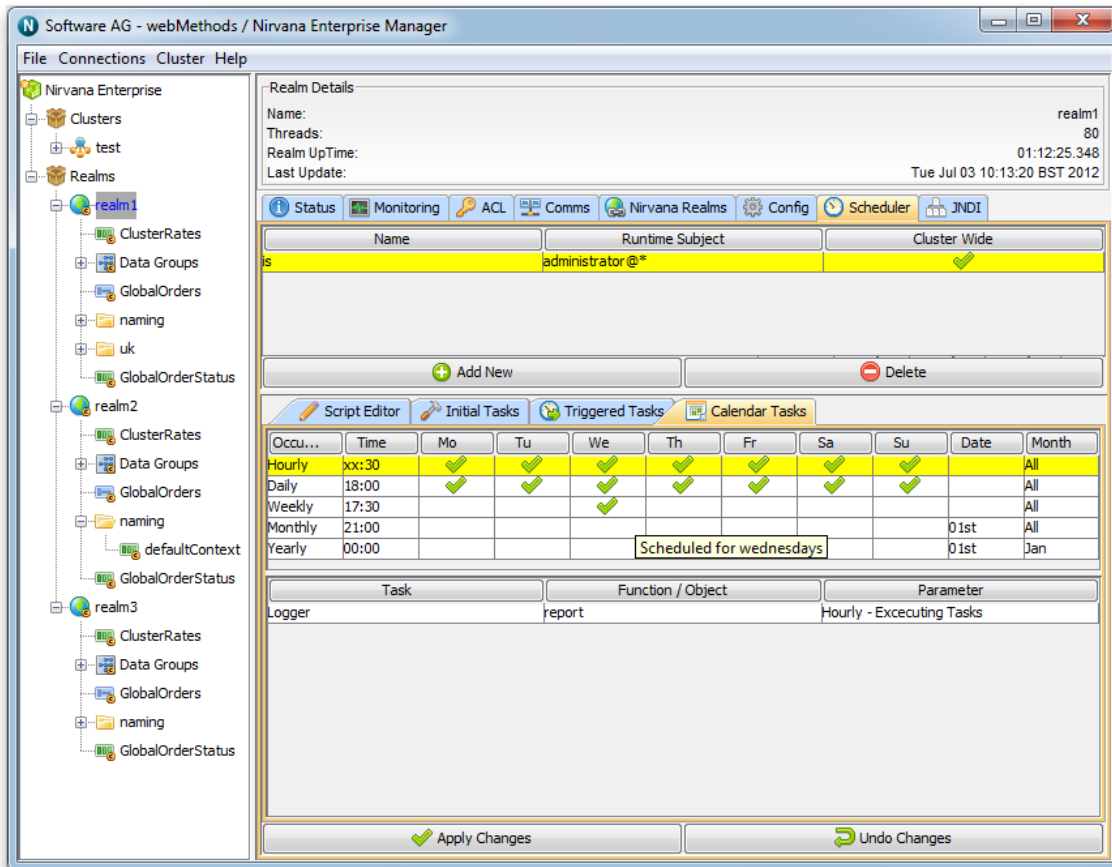 Software AG - webMethods / Nirvana Enterprise Manager
File Connections Cluster Help
Nirvana Enterprise
Clusters
test
Realms
realm1
ClusterRates
Data Groups
GlobalOrders
naming
uk
GlobalOrderStatus
realm2
ClusterRates
Data Groups
GlobalOrders
naming
defaultContext
GlobalOrderStatus
realm3
ClusterRates
Data Groups
GlobalOrders
naming
GlobalOrderStatus
Realm Details
Name: realm1
Threads: 80
Realm UpTime: 01:12:25.348
Last Update: Tue Jul 03 10:13:20 BST 2012
Status Monitoring ACL Comms Nirvana Realms Config Scheduler JNDI
Name Runtime Subject Cluster Wide
is administrator@*
Add New Delete
Script Editor Initial Tasks Triggered Tasks Calendar Tasks
Occu... Time Mo Tu We Th Fr Sa Su Date Month
Hourly xx:30 All
Daily 18:00 All
Weekly 17:30 All
Monthly 21:00 01st All
Yearly 00:00 01st Jan
Scheduled for wednesdays
Task Function / Object Parameter
Logger report Hourly - Excecuting Tasks
Apply Changes Undo Changes